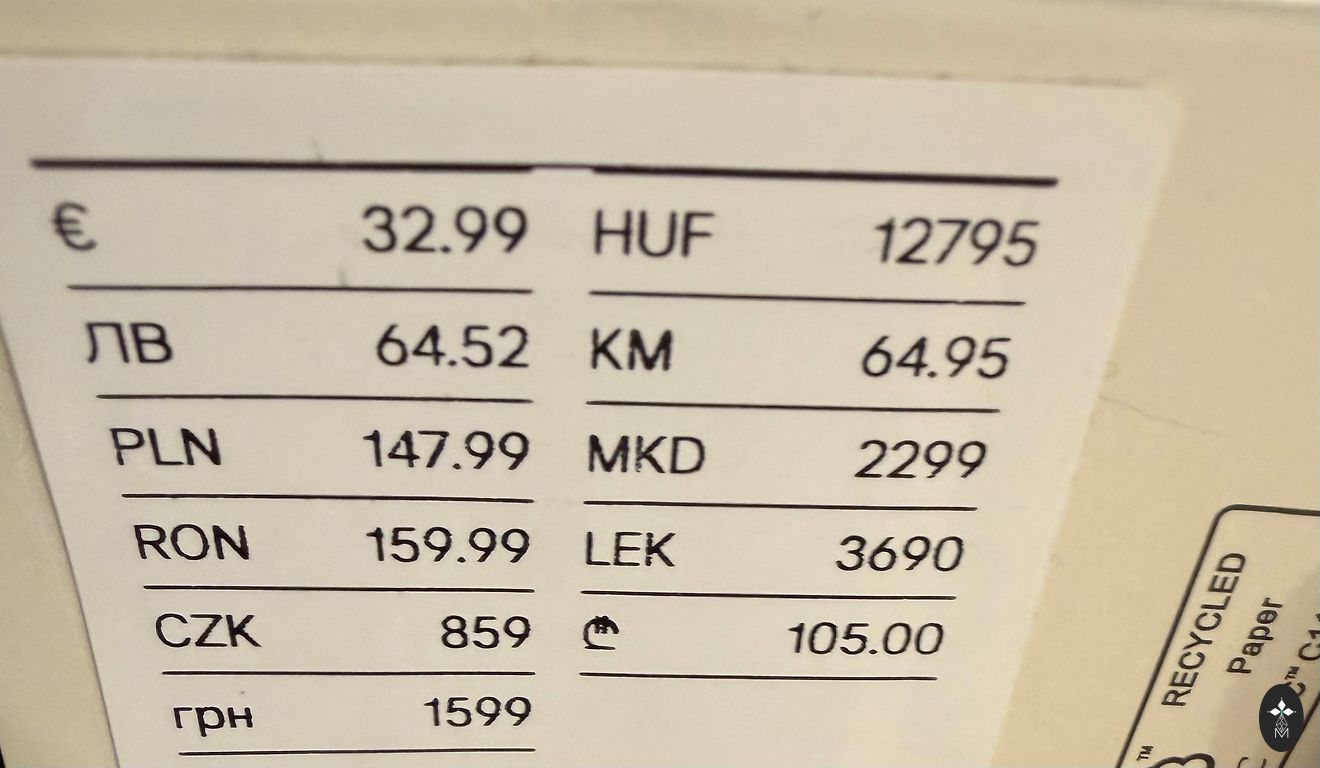 € 32.99
ЛВ 64.52
PLN 147.99
RON 159.99
CZK 859
грн 1599
HUF 12795
KM 64.95
MKD 2299
LEK 3690
₾ 105.00
RECYCLED
Paper